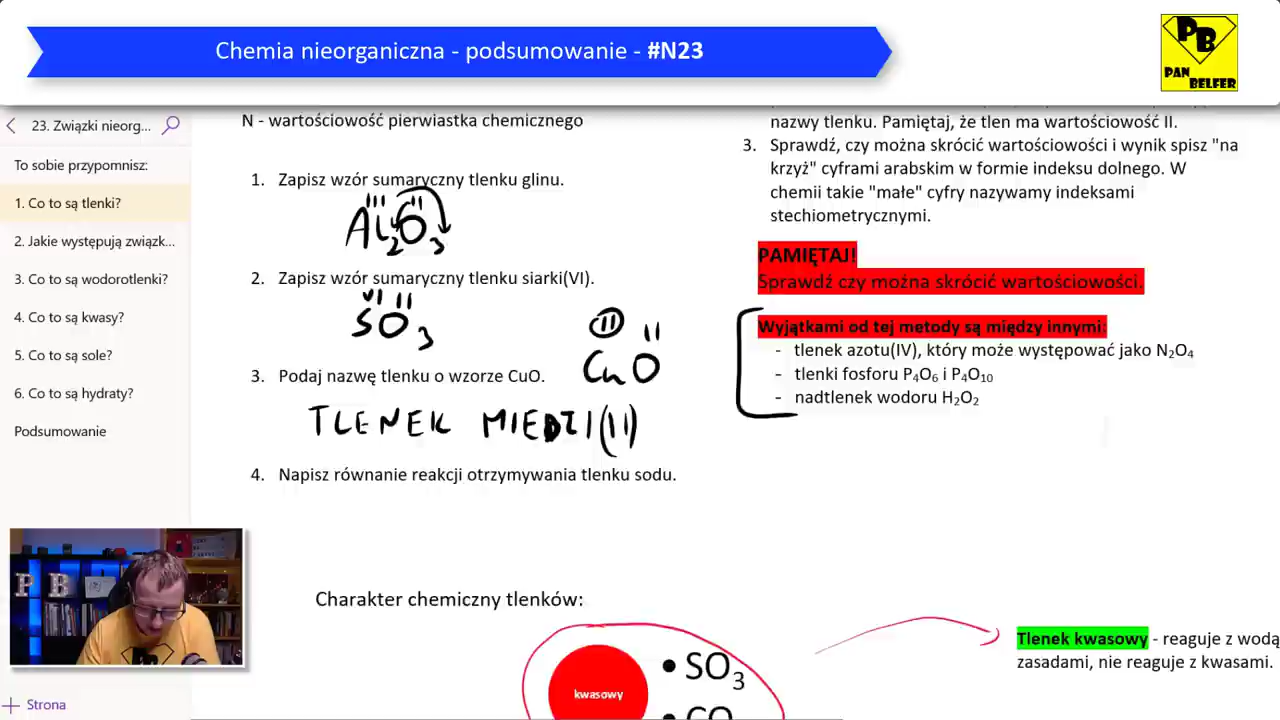 Chemia nieorganiczna - podsumowanie - #N23
PB
PAN
BELFER
23. Związki nieorg...
To sobie przypomnisz:
1. Co to są tlenki?
2. Jakie występują związk...
3. Co to są wodorotlenki?
4. Co to są kwasy?
5. Co to są sole?
6. Co to są hydraty?
Podsumowanie
Strona
N - wartościowość pierwiastka chemicznego
1. Zapisz wzór sumaryczny tlenku glinu.
III II
Al₂O₃
2. Zapisz wzór sumaryczny tlenku siarki(VI).
VI II
SO₃
3. Podaj nazwę tlenku o wzorze CuO.
II II
CuO
TLENEK MIEDZI(II)
4. Napisz równanie reakcji otrzymywania tlenku sodu.
Charakter chemiczny tlenków:
kwasowy
• SO₃
nazwy tlenku. Pamiętaj, że tlen ma wartościowość II.
3. Sprawdź, czy można skrócić wartościowości i wynik spisz "na
krzyż" cyframi arabskim w formie indeksu dolnego. W
chemii takie "małe" cyfry nazywamy indeksami
stechiometrycznymi.
PAMIĘTAJ!
Sprawdź czy można skrócić wartościowości.
Wyjątkami od tej metody są między innymi:
- tlenek azotu(IV), który może występować jako N₂O₄
- tlenki fosforu P₄O₆ i P₄O₁₀
- nadtlenek wodoru H₂O₂
Tlenek kwasowy - reaguje z wodą
zasadami, nie reaguje z kwasami.
P B